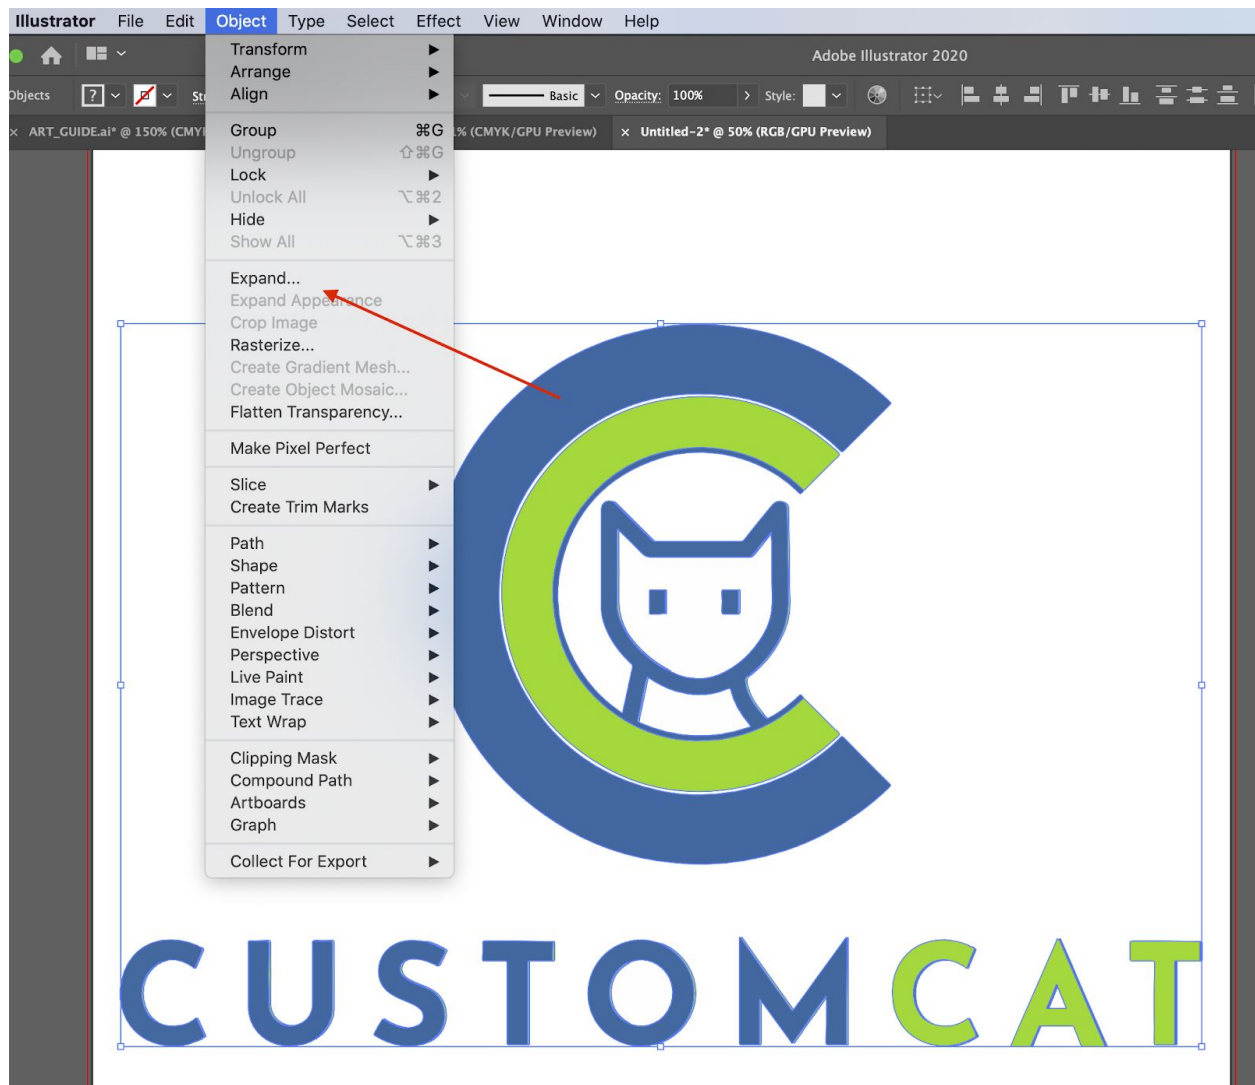 Illustrator File Edit Object Type Select Effect View Window Help
Adobe Illustrator 2020
Objects ? Basic Opacity: 100% Style:
× ART_GUIDE.ai* @ 150% (CMY % (CMYK/GPU Preview) × Untitled-2* @ 50% (RGB/GPU Preview)
Transform
Arrange
Align
Group ⌘G
Ungroup ⇧⌘G
Lock
Unlock All ⌥⌘2
Hide
Show All ⌥⌘3
Expand...
Expand Appearance
Crop Image
Rasterize...
Create Gradient Mesh...
Create Object Mosaic...
Flatten Transparency...
Make Pixel Perfect
Slice
Create Trim Marks
Path
Shape
Pattern
Blend
Envelope Distort
Perspective
Live Paint
Image Trace
Text Wrap
Clipping Mask
Compound Path
Artboards
Graph
Collect For Export
CUSTOMCAT